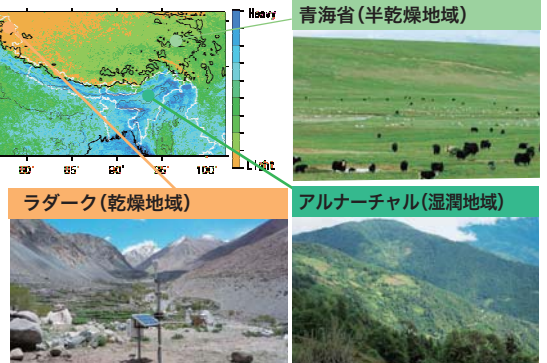 Heavy
青海省(半乾燥地域)
Light
80°
85°
90°
95°
100°
ラダーク(乾燥地域)
アルナーチャル(湿潤地域)